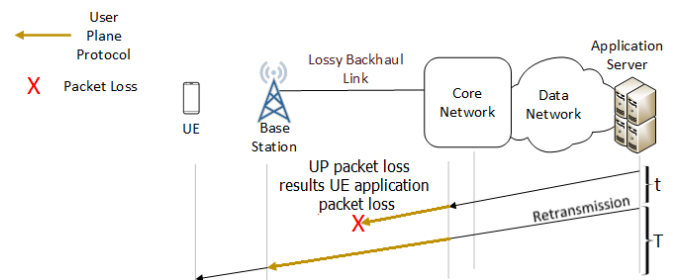 User
Plane
Protocol
X Packet Loss
UE
Base
Station
Lossy Backhaul
Link
Core
Network
Data
Network
Application
Server
UP packet loss
results UE application
packet loss
X
t
Retransmission
T